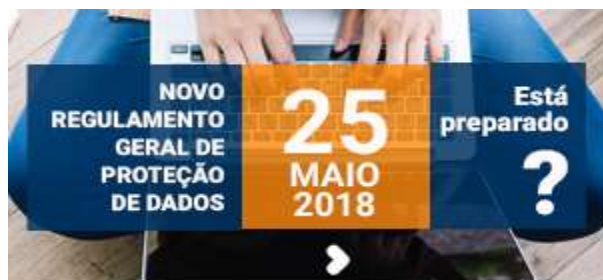 NOVO
REGULAMENTO
GERAL DE
PROTEÇÃO
DE DADOS
25
MAIO
2018
Está
preparado
?